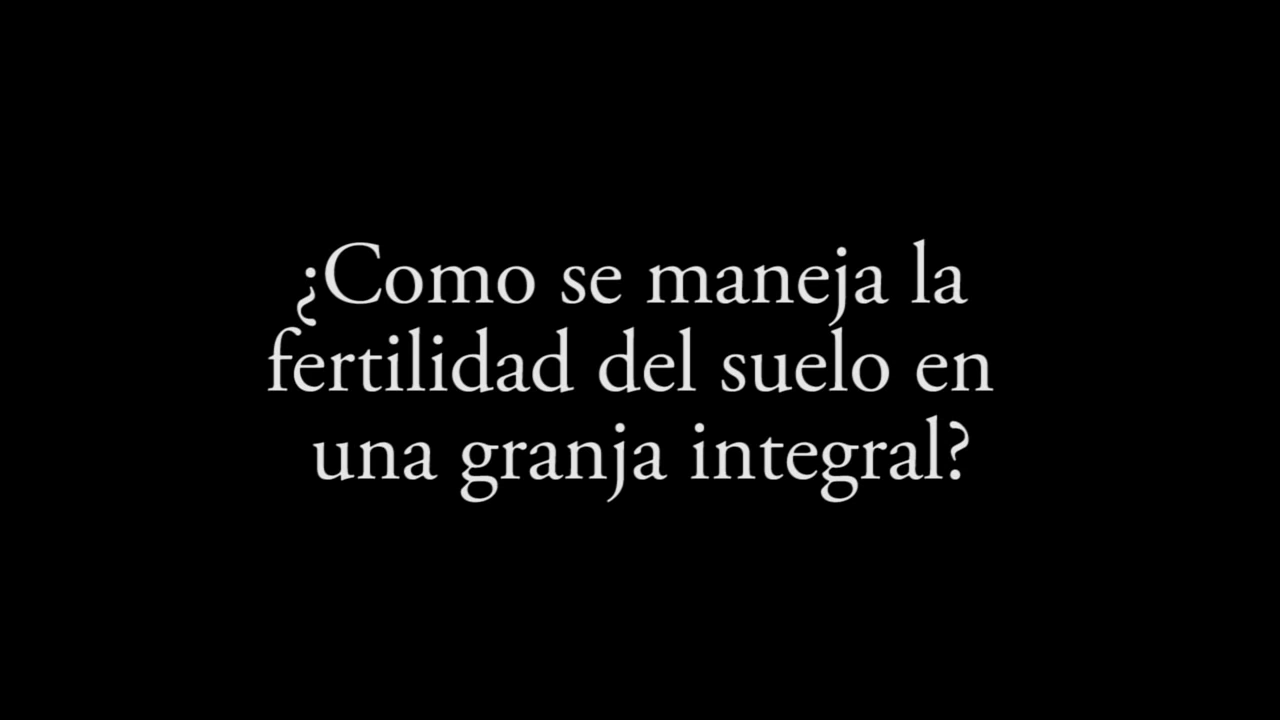 ¿Como se maneja la
fertilidad del suelo en
una granja integral?